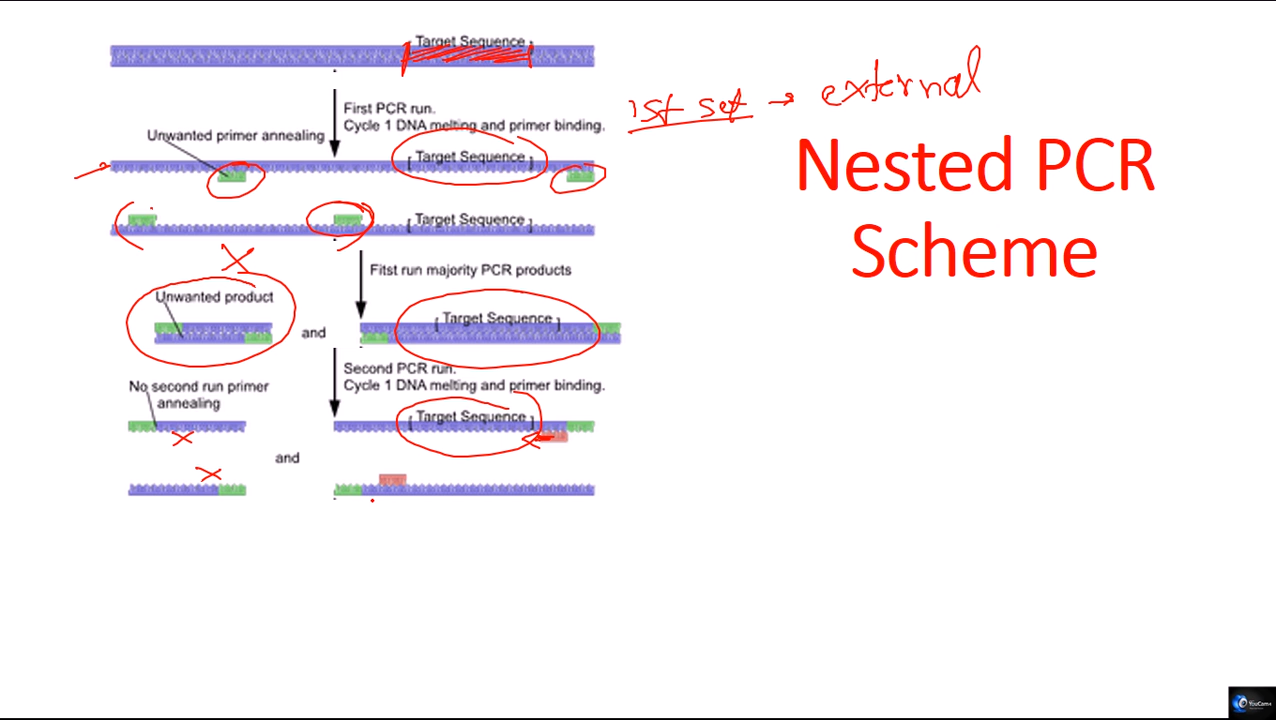 Target Sequence
First PCR run.
Cycle 1 DNA melting and primer binding.
1st set → external
Nested PCR
Scheme
Unwanted primer annealing
[ Target Sequence ]
[ Target Sequence ]
Fitst run majority PCR products
Unwanted product
and
[ Target Sequence ]
Second PCR run.
Cycle 1 DNA melting and primer binding.
No second run primer
annealing
[ Target Sequence ]
and
YouCam